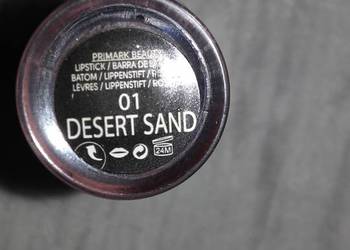 PRIMARK BEAUTY
LIPSTICK / BARRA DE
BATOM / LIPPENSTIFT /
LÈVRES / LIPPENSTIFT /
01
DESERT SAND
24M